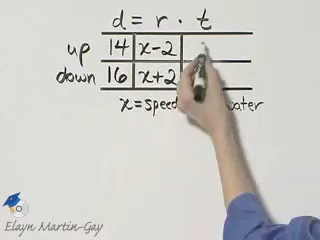 d = r · t
up 14 x-2
down 16 x+2
x = speed water
Elayn Martin-Gay